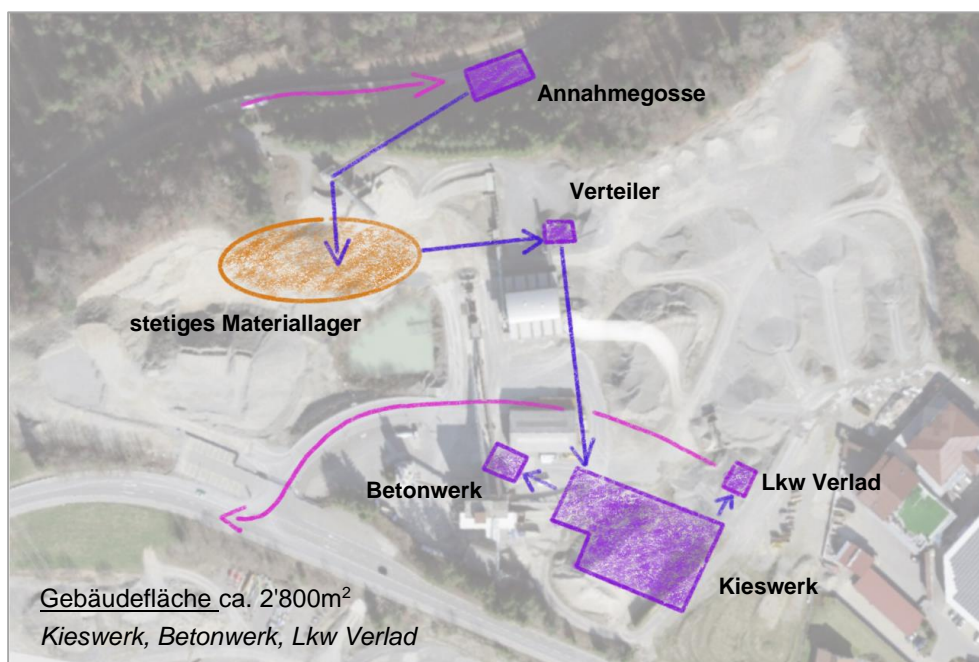 Annahmegosse
Verteiler
stetiges Materiallager
Betonwerk
Lkw Verlad
Kieswerk
Gebäudefläche ca. 2'800m²
Kieswerk, Betonwerk, Lkw Verlad